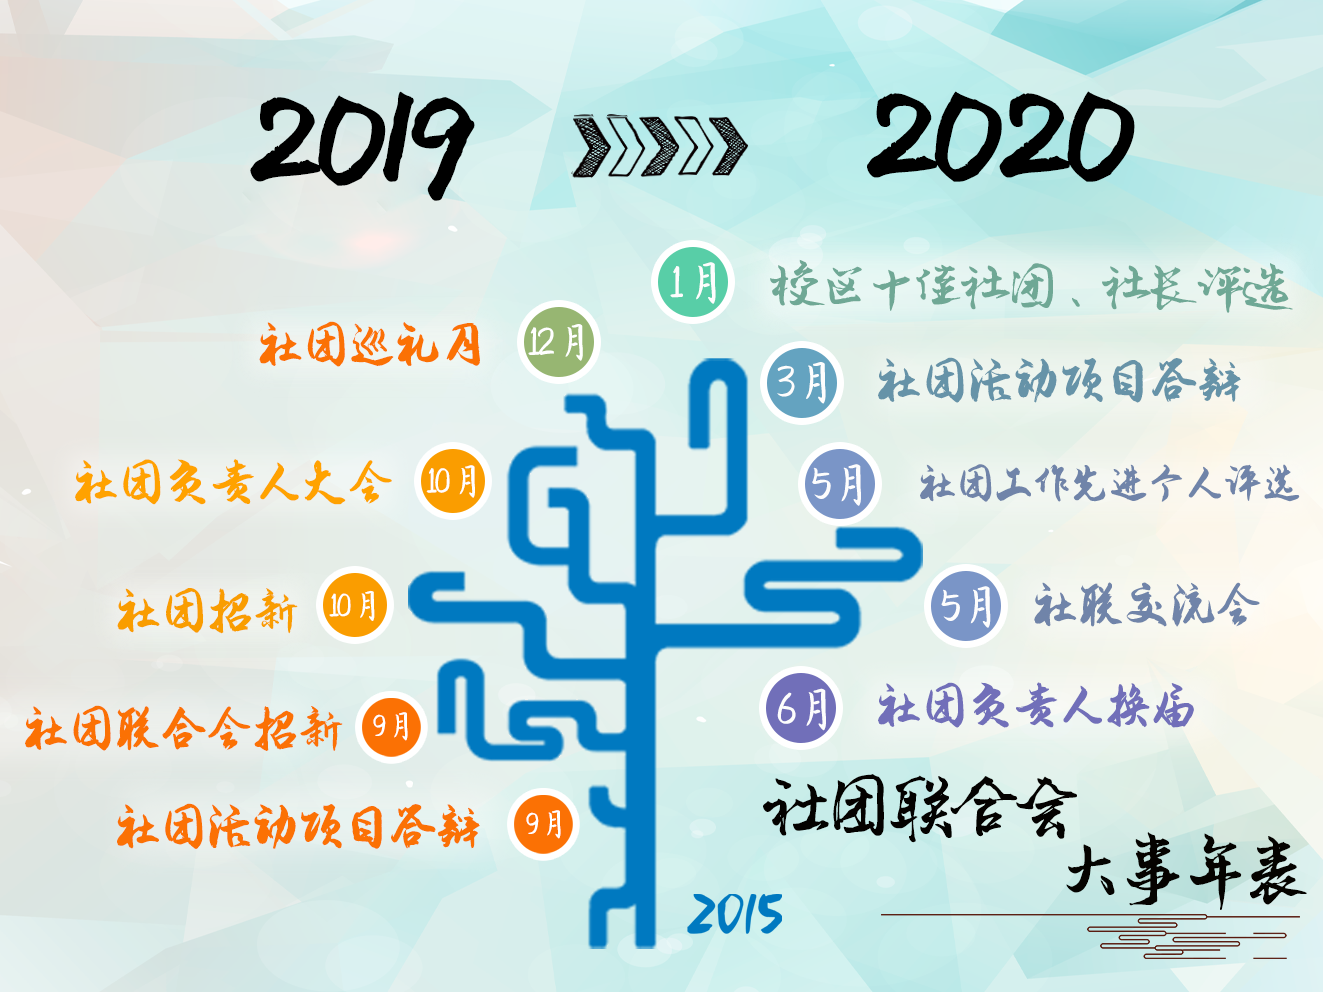 2019
2020
1月
校区十佳社团、社长评选
12月
社团巡礼月
3月
社团活动项目答辩
10月
社团负责人大会
5月
社团工作先进个人评选
10月
社团招新
5月
社联交流会
9月
社团联合会招新
6月
社团负责人换届
9月
社团活动项目答辩
社团联合会
大事年表
2015